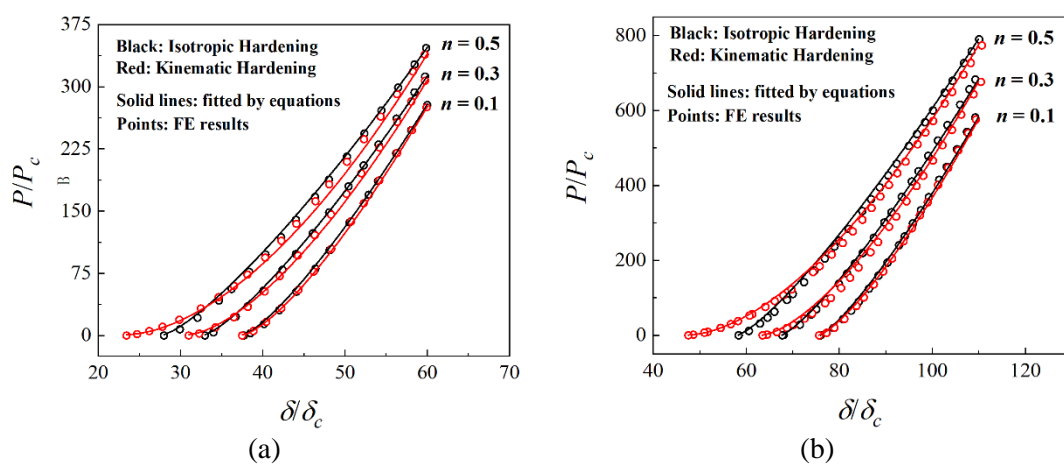 375
300
225
150
75
0
P/P_c
B
Black: Isotropic Hardening
Red: Kinematic Hardening
Solid lines: fitted by equations
Points: FE results
n = 0.5
n = 0.3
n = 0.1
20 30 40 50 60 70
δ/δ_c
(a)
800
600
400
200
0
P/P_c
Black: Isotropic Hardening
Red: Kinematic Hardening
Solid lines: fitted by equations
Points: FE results
n = 0.5
n = 0.3
n = 0.1
40 60 80 100 120
δ/δ_c
(b)